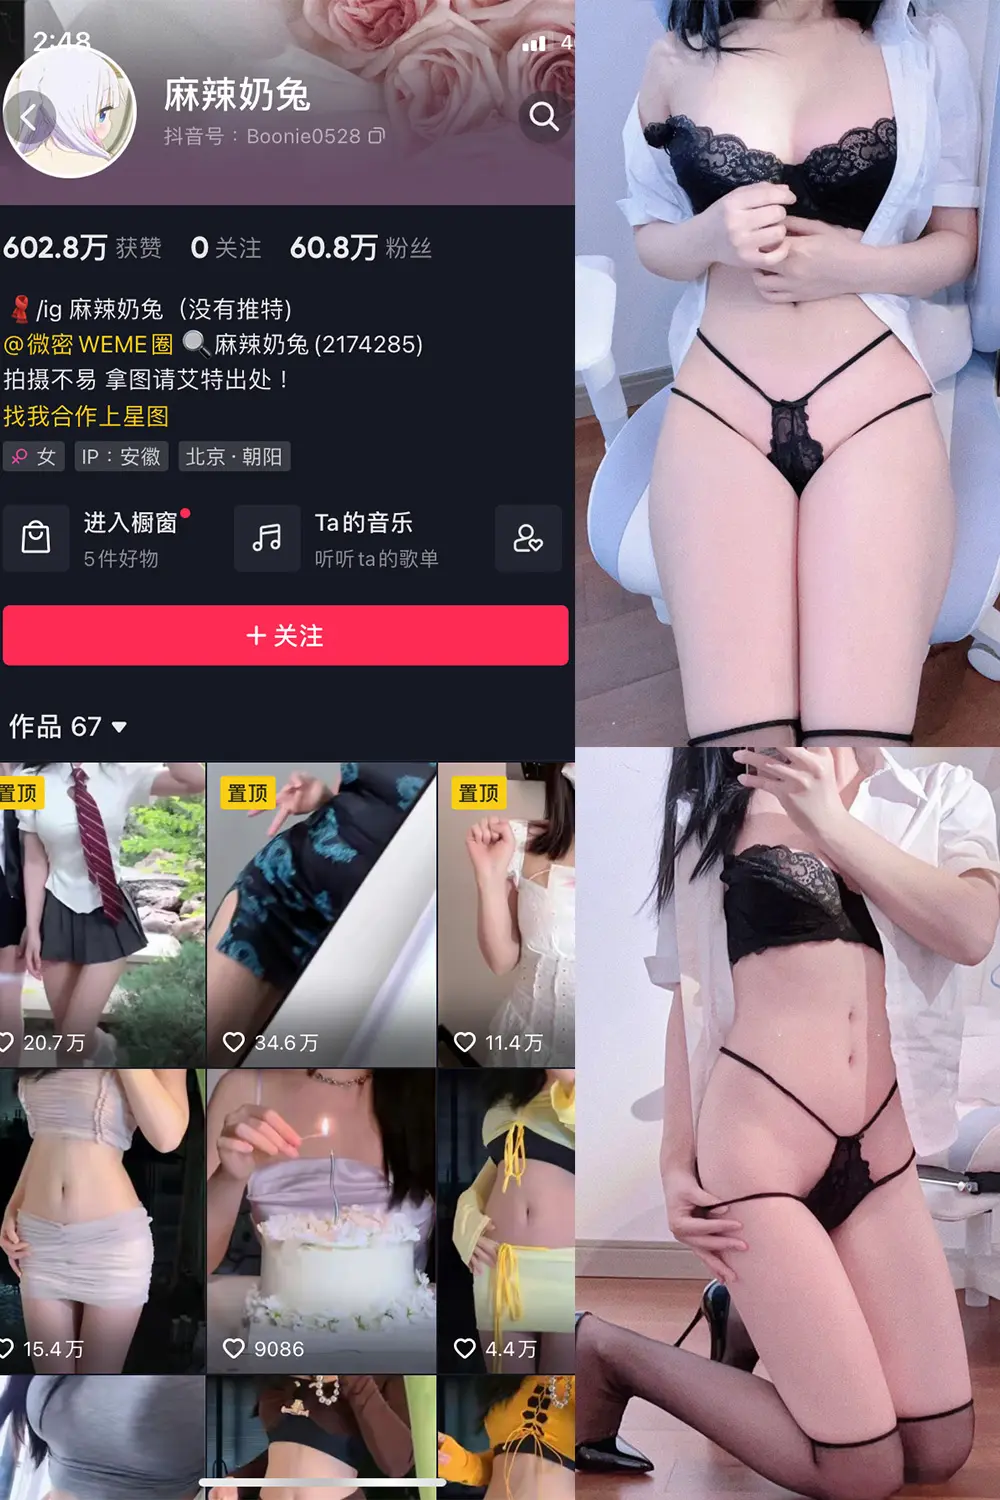 2:48
4
麻辣奶兔
抖音号：Boonie0528
602.8万 获赞 0 关注 60.8万 粉丝
/ig 麻辣奶兔（没有推特)
@微密 WEME圈 麻辣奶兔(2174285)
拍摄不易 拿图请艾特出处！
找我合作上星图
女 IP：安徽 北京·朝阳
进入橱窗 Ta的音乐
5件好物 听听ta的歌单
+ 关注
作品 67
置顶 置顶 置顶
20.7万 34.6万 11.4万
15.4万 9086 4.4万